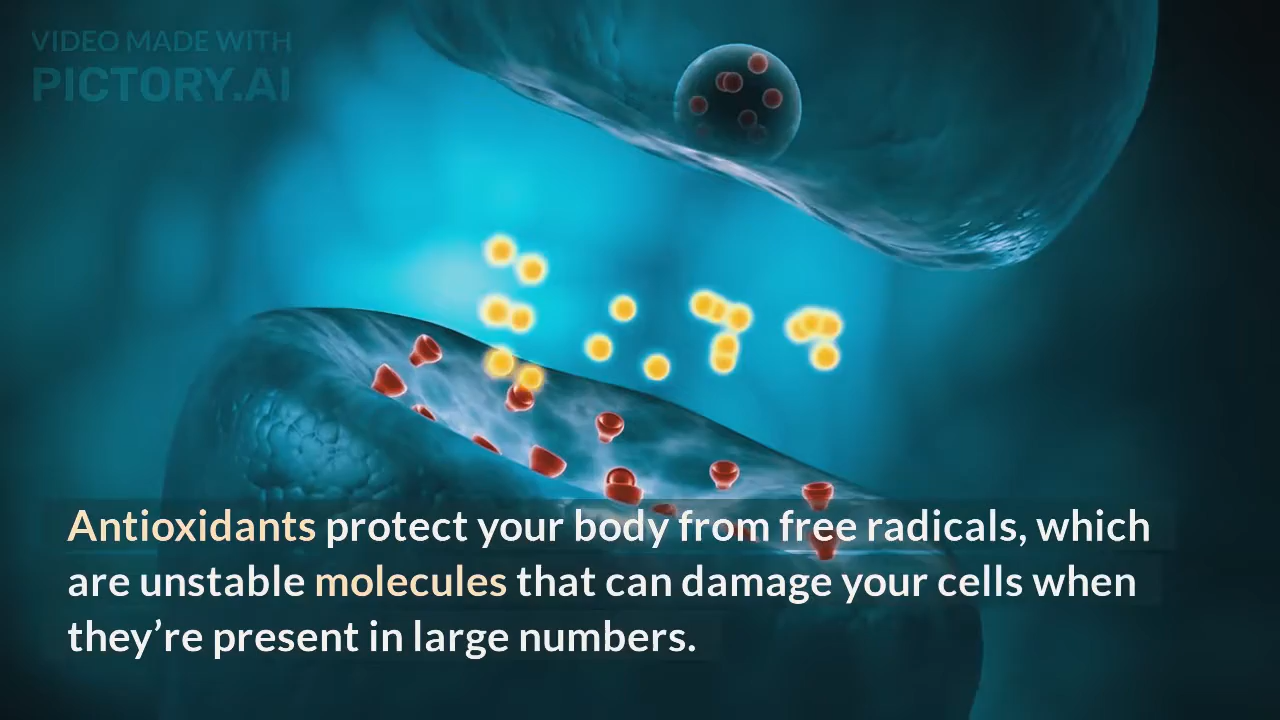 VIDEO MADE WITH
PICTORY.AI
Antioxidants protect your body from free radicals, which
are unstable molecules that can damage your cells when
they’re present in large numbers.